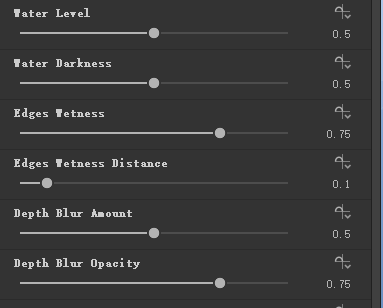 Water Level
0.5
Water Darkness
0.5
Edges Wetness
0.75
Edges Wetness Distance
0.1
Depth Blur Amount
0.5
Depth Blur Opacity
0.75